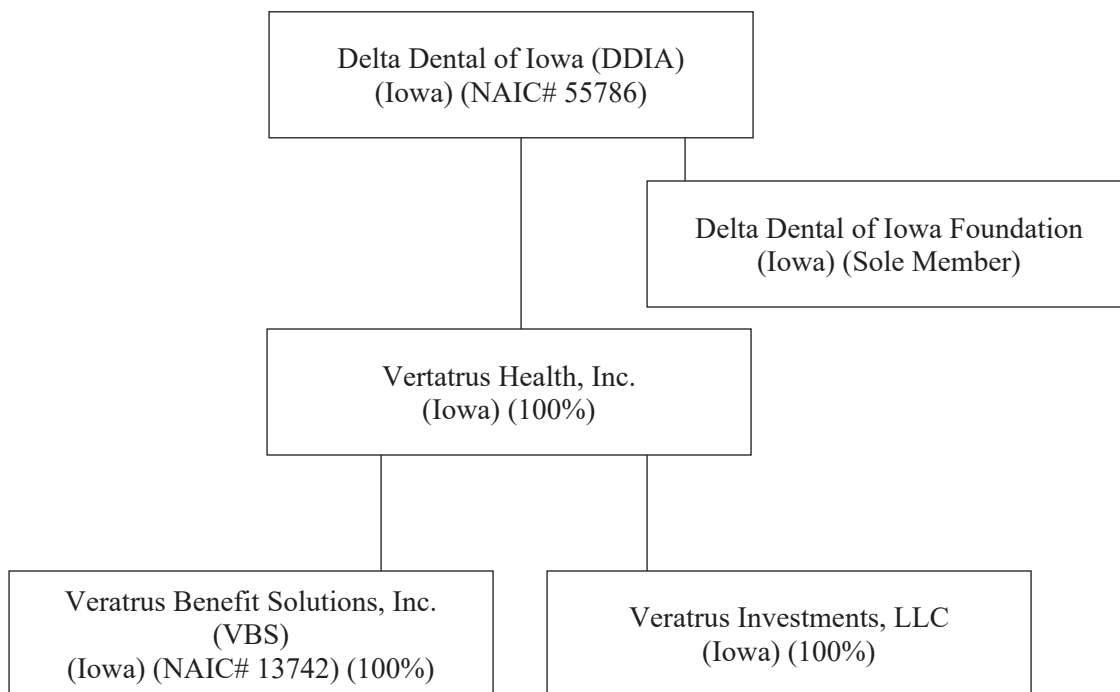 Delta Dental of Iowa (DDIA)
(Iowa) (NAIC# 55786)
Delta Dental of Iowa Foundation
(Iowa) (Sole Member)
Vertatrus Health, Inc.
(Iowa) (100%)
Veratrus Benefit Solutions, Inc.
(VBS)
(Iowa) (NAIC# 13742) (100%)
Veratrus Investments, LLC
(Iowa) (100%)